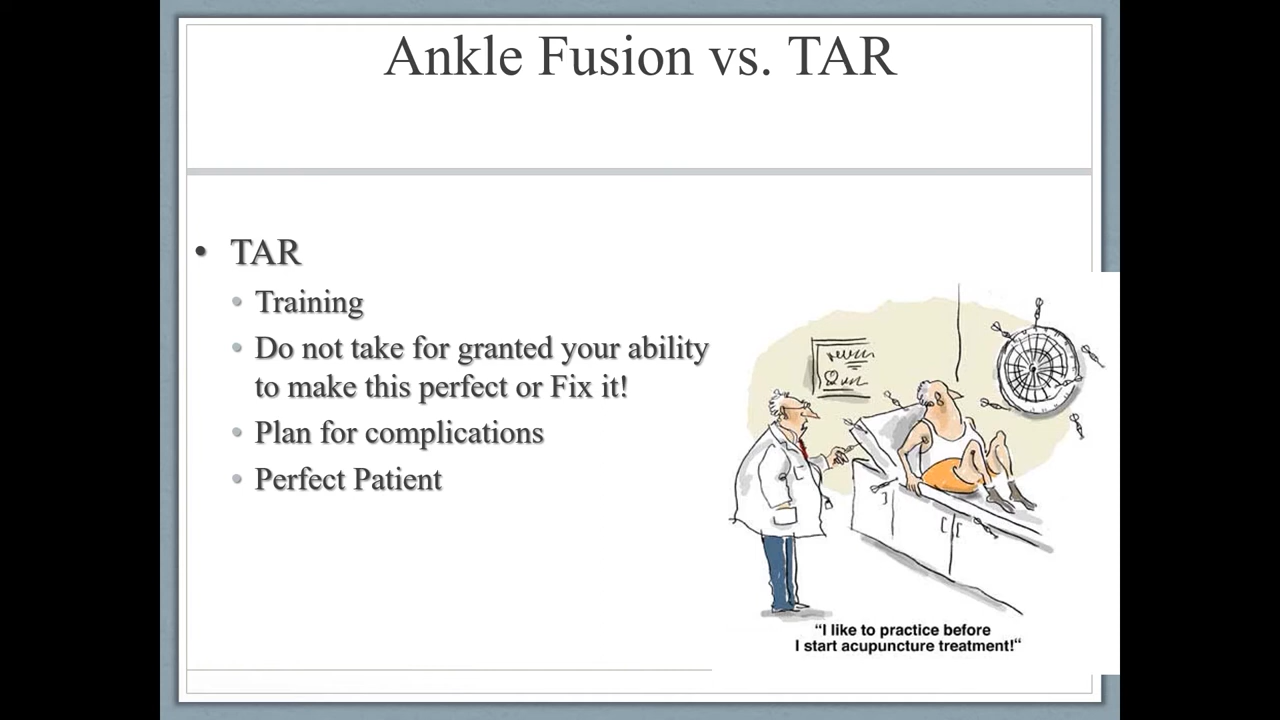 Ankle Fusion vs. TAR
• TAR
• Training
• Do not take for granted your ability
to make this perfect or Fix it!
• Plan for complications
• Perfect Patient
“I like to practice before
I start acupuncture treatment!“